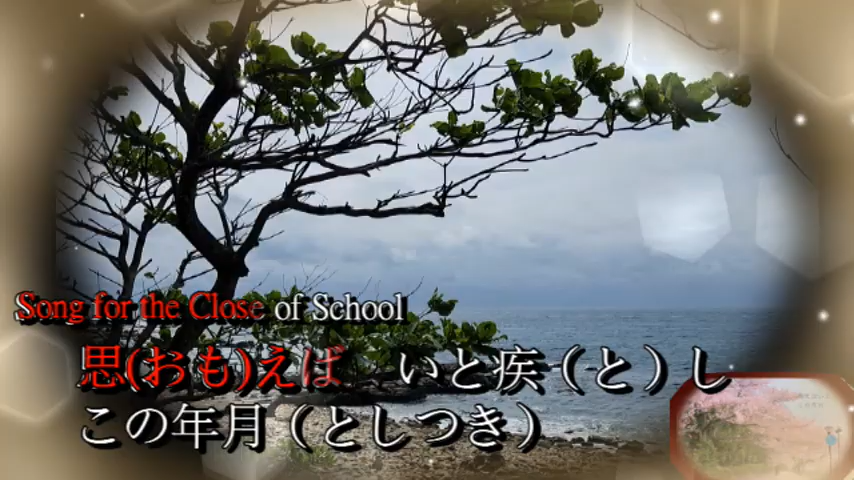 Song for the Close of School
思(おも)えば　いと疾（と）し
この年月（としつき）